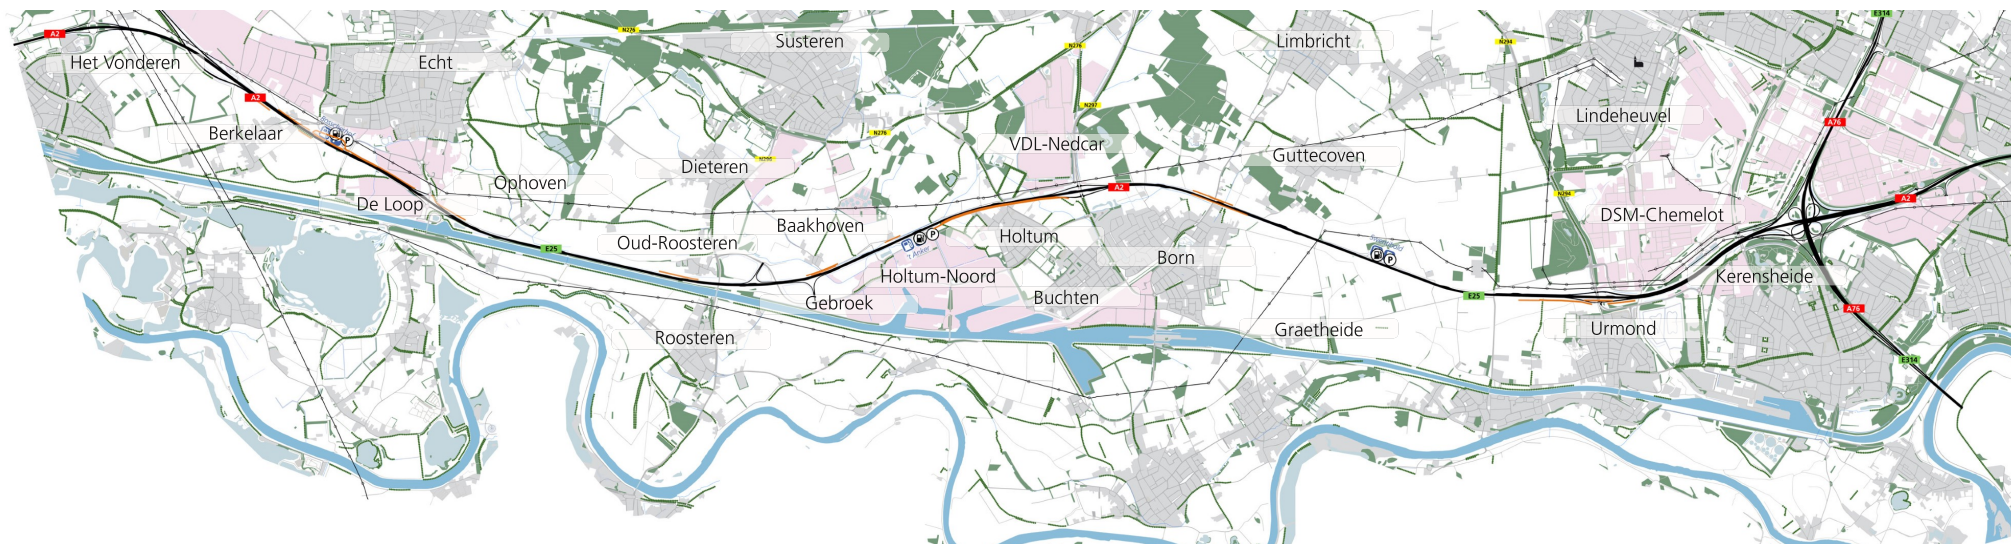 E314
A2
N276
Susteren
Limbricht
N294
N276
Het Vonderen
Echt
A2
N297
Lindeheuvel
A76
Berkelaar
P
N276
VDL-Nedcar
Guttecoven
Dieteren
Ophoven
A2
N294
A2
De Loop
DSM-Chemelot
Baakhoven
P
Holtum
Oud-Roosteren
E25
't Anker
Born
P
Holtum-Noord
Kerensheide
Buchten
E25
Gebroek
A76
Roosteren
Graetheide
Urmond
E314